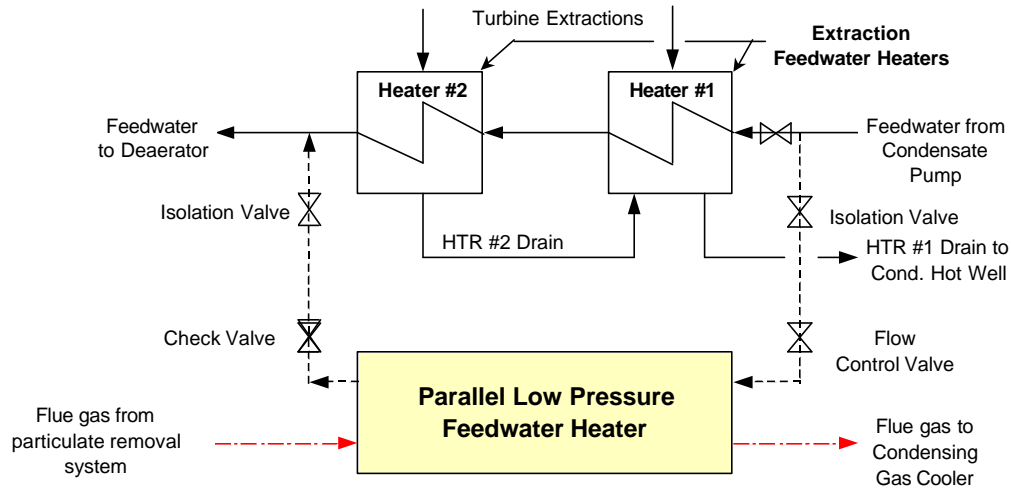 Turbine Extractions
Extraction
Feedwater Heaters
Heater #2
Heater #1
Feedwater
to Deaerator
Feedwater from
Condensate
Pump
Isolation Valve
Isolation Valve
HTR #2 Drain
HTR #1 Drain to
Cond. Hot Well
Check Valve
Flow
Control Valve
Parallel Low Pressure
Feedwater Heater
Flue gas from
particulate removal
system
Flue gas to
Condensing
Gas Cooler